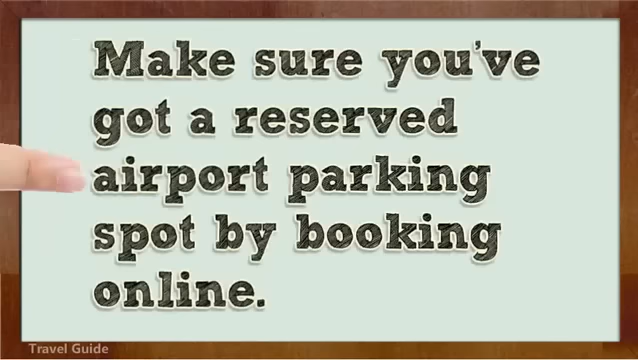 Make sure you've
got a reserved
airport parking
spot by booking
online.
Travel Guide